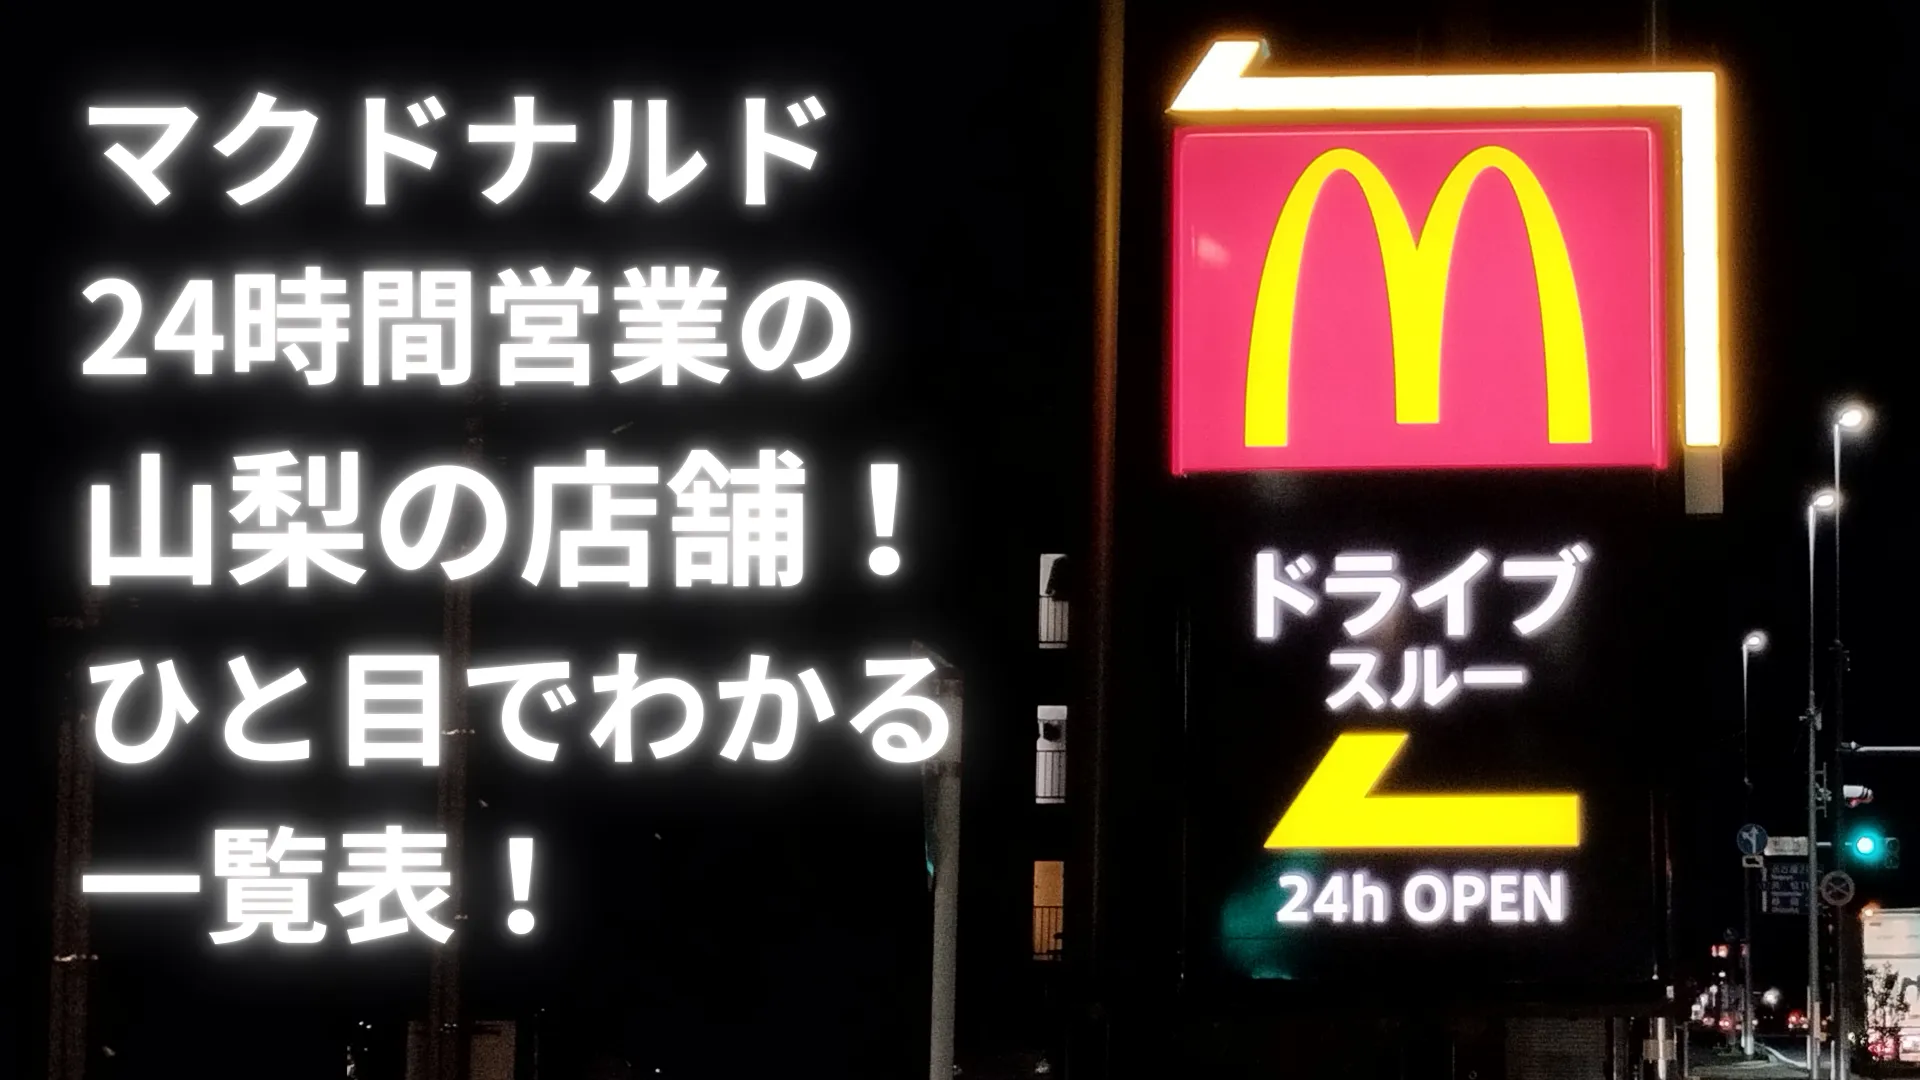 マクドナルド
24時間営業の
山梨の店舗！
ひと目でわかる
一覧表！
ドライブ
スルー
24h OPEN